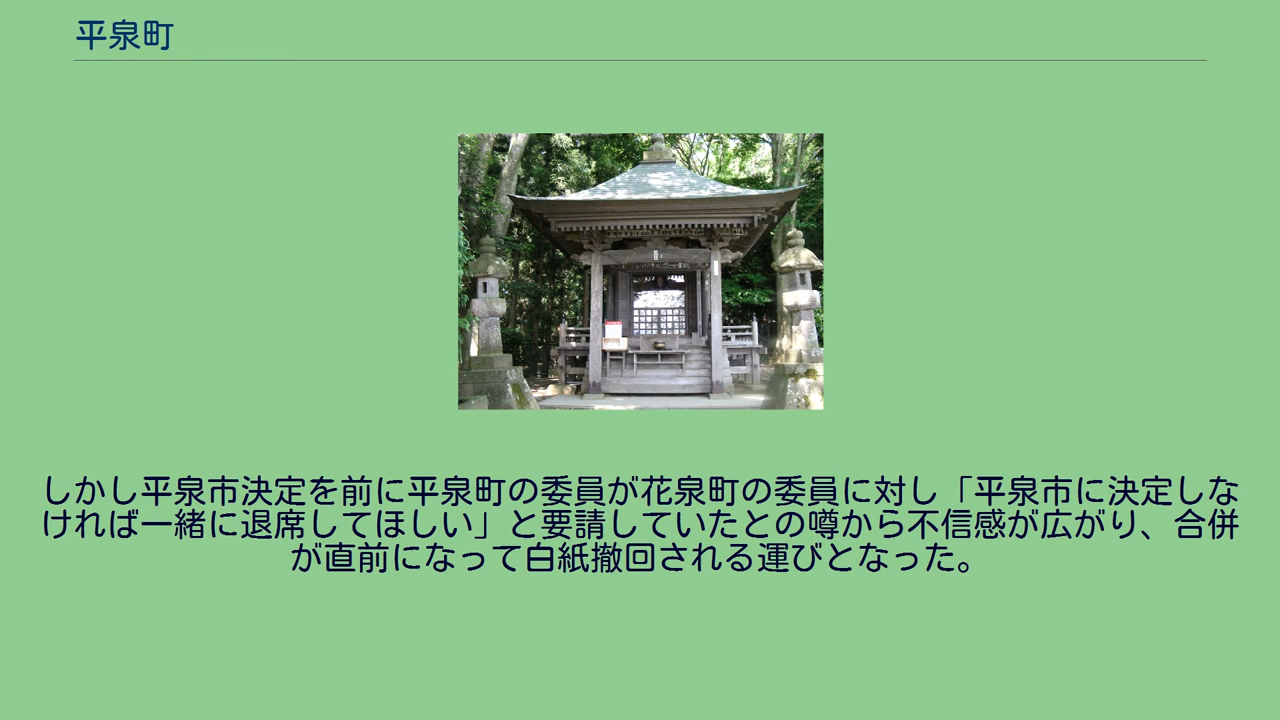 平泉町
しかし平泉市決定を前に平泉町の委員が花泉町の委員に対し「平泉市に決定しな
ければ一緒に退席してほしい」と要請していたとの噂から不信感が広がり、合併
が直前になって白紙撤回される運びとなった。